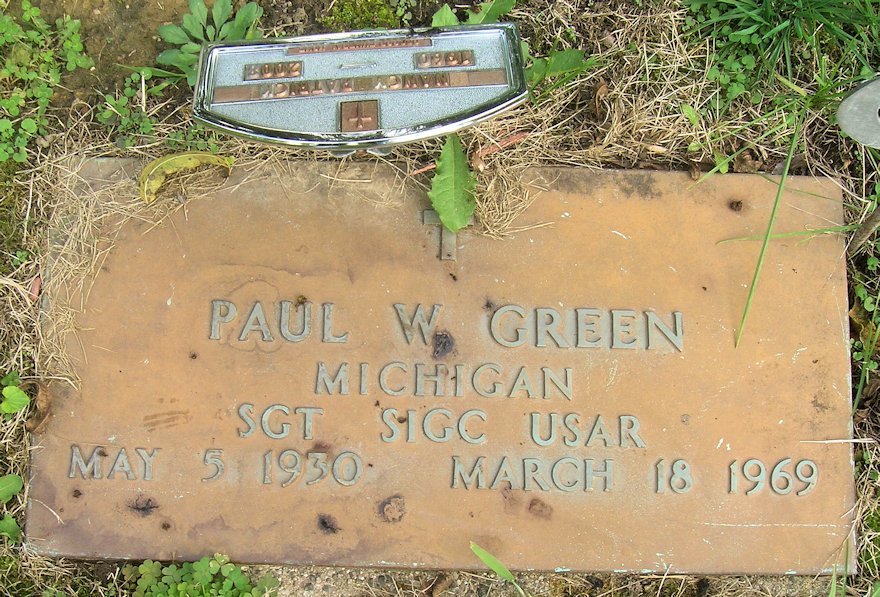 PAUL W GREEN
MICHIGAN
SGT SIGC USAR
MAY 5 1930 MARCH 18 1969